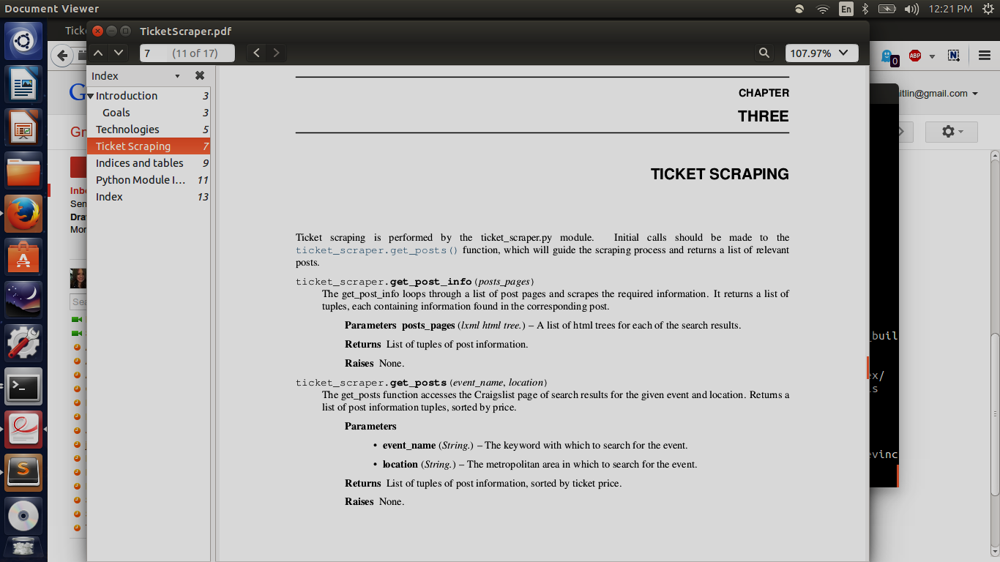 Document Viewer
En
12:21 PM
TicketScraper.pdf
7 (11 of 17)
107.97%
ABP
0
Index
Introduction 3
Goals 3
Technologies 5
Ticket Scraping 7
Indices and tables 9
Python Module I... 11
Index 13
CHAPTER
THREE
TICKET SCRAPING
Ticket scraping is performed by the ticket_scraper.py module. Initial calls should be made to the
ticket_scraper.get_posts() function, which will guide the scraping process and returns a list of relevant
posts.
ticket_scraper.get_post_info(posts_pages)
The get_post_info loops through a list of post pages and scrapes the required information. It returns a list of
tuples, each containing information found in the corresponding post.
Parameters posts_pages (lxml html tree.) – A list of html trees for each of the search results.
Returns List of tuples of post information.
Raises None.
ticket_scraper.get_posts(event_name, location)
The get_posts function accesses the Craigslist page of search results for the given event and location. Returns a
list of post information tuples, sorted by price.
Parameters
• event_name (String.) – The keyword with which to search for the event.
• location (String.) – The metropolitan area in which to search for the event.
Returns List of tuples of post information, sorted by ticket price.
Raises None.
Tick
G
Gr
Inbo
Sen
Dra
Mor
Sea
itlin@gmail.com
_buil
ex/
s
evinc